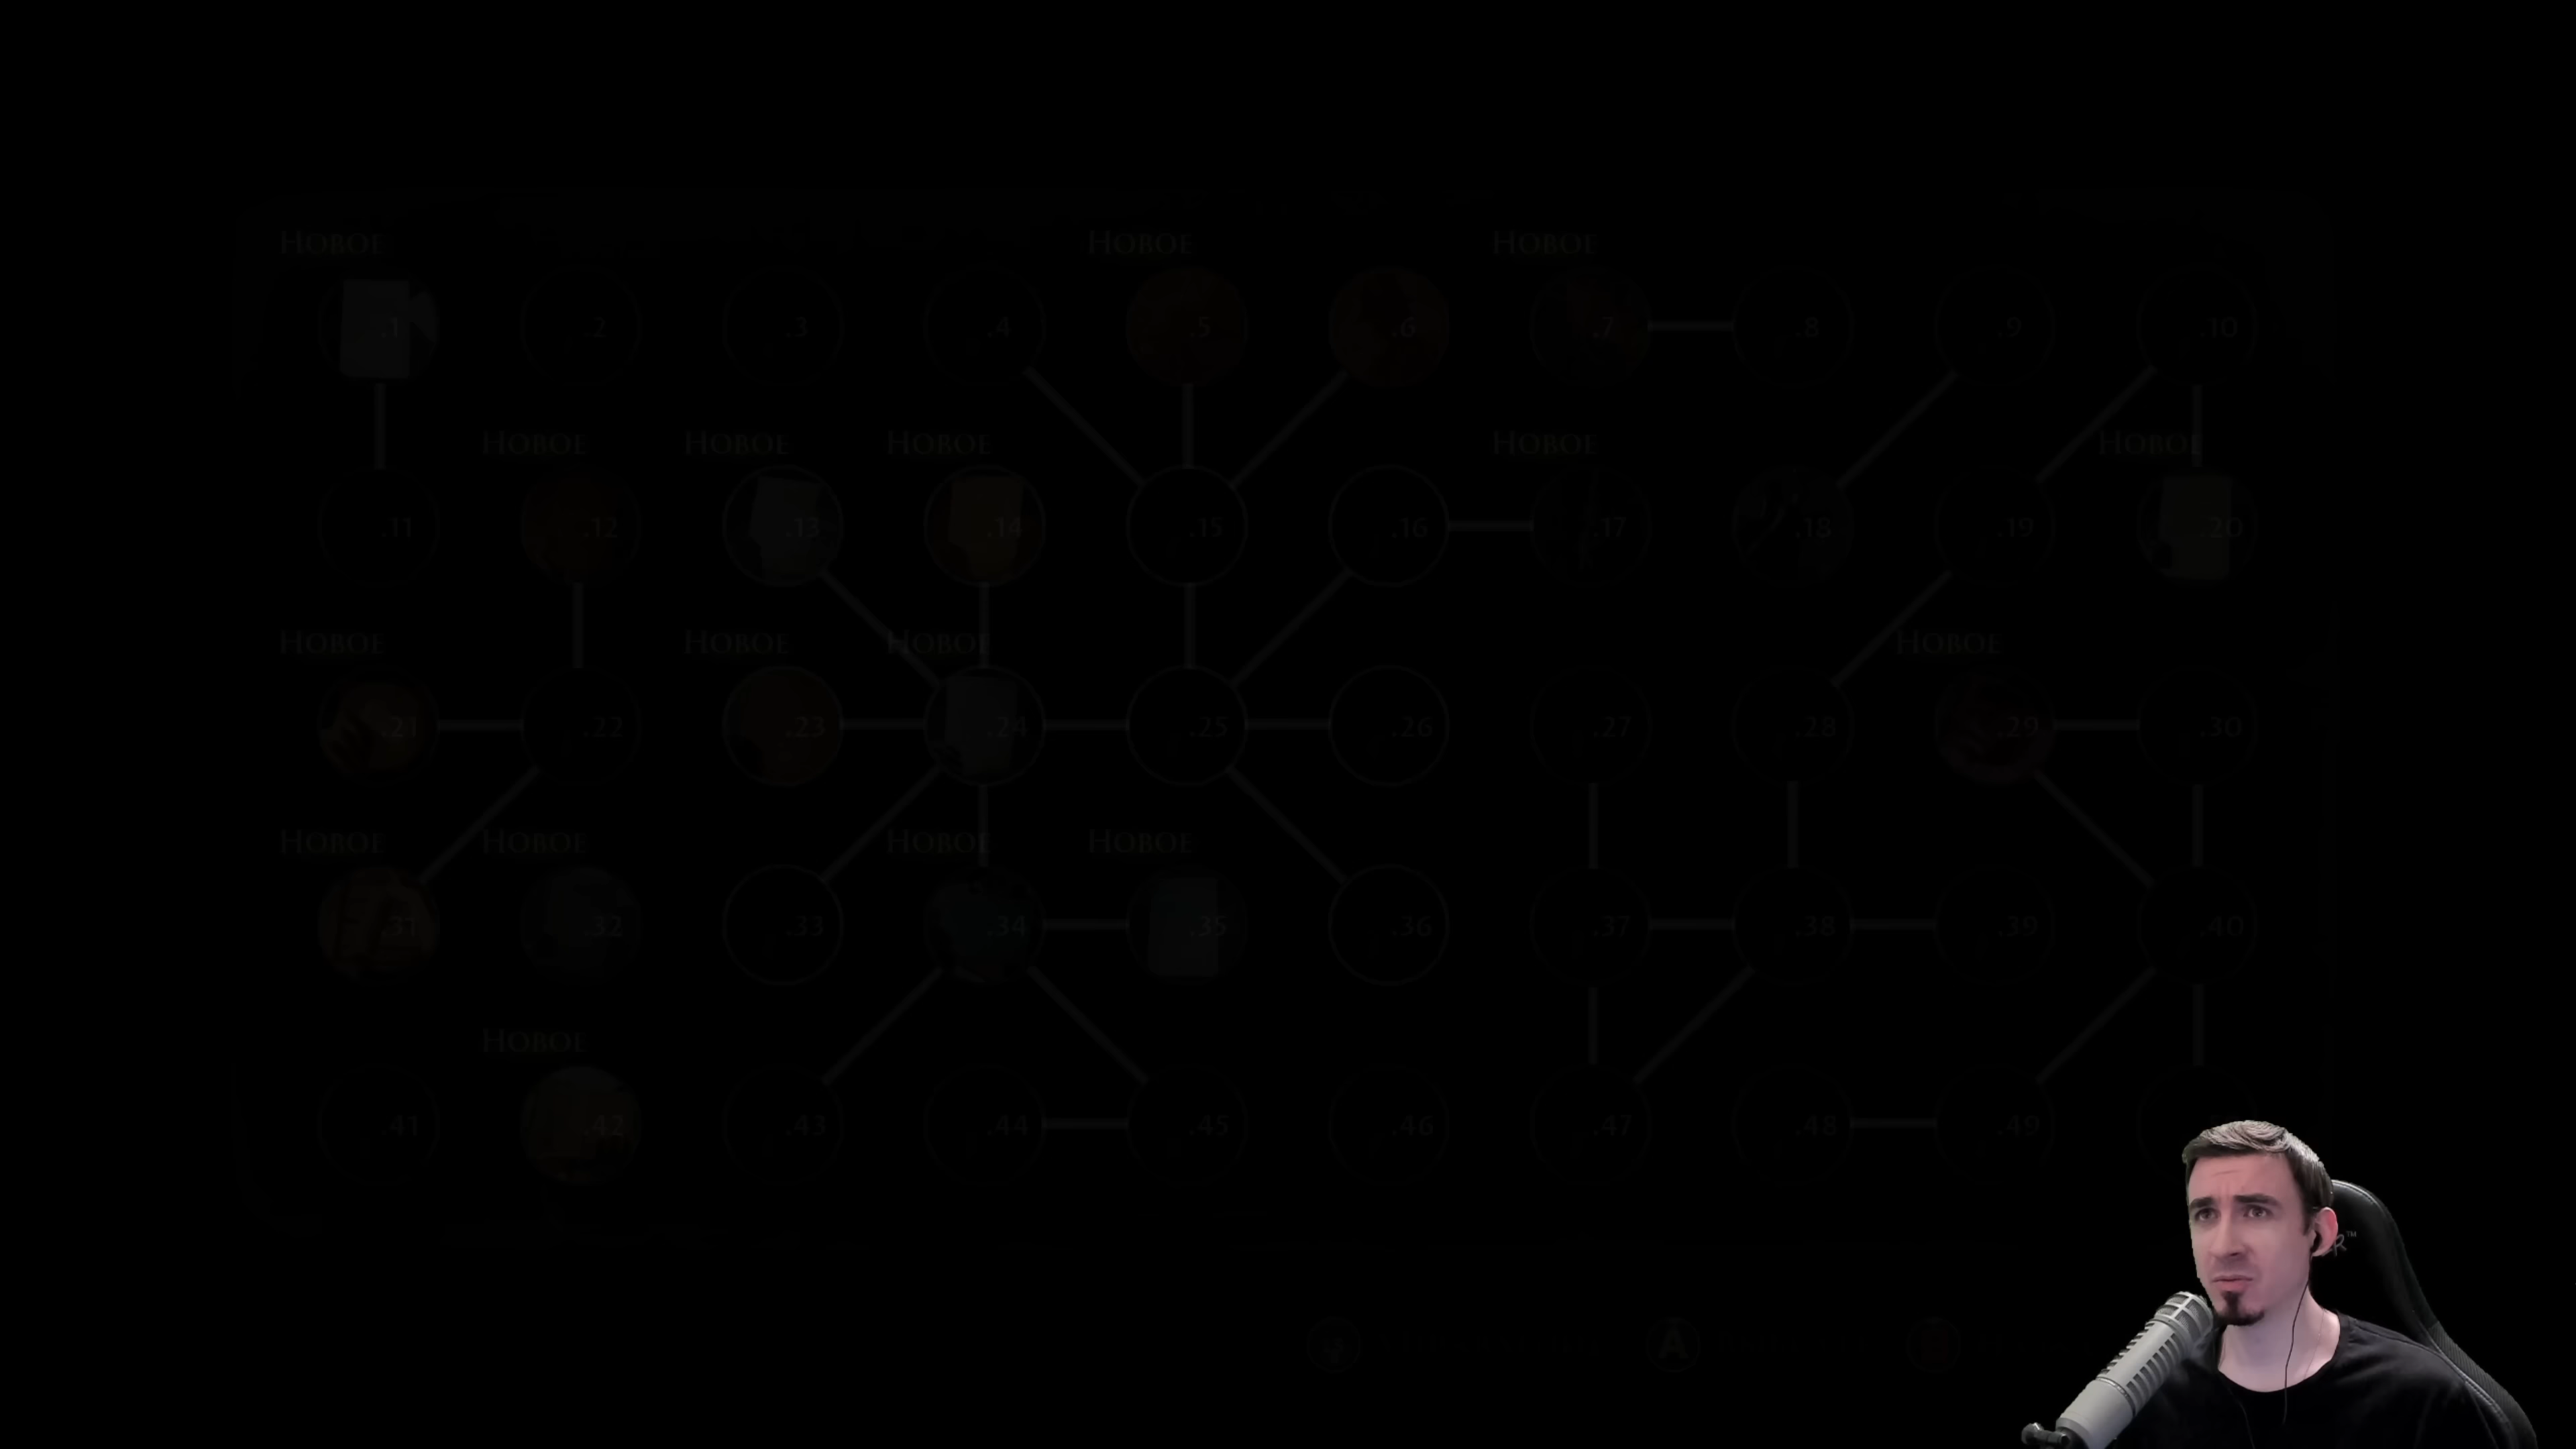 НОВОЕ НОВОЕ НОВОЕ
.1 .2 .3 .4 .5 .6 .7 .8 .9 .10
НОВОЕ НОВОЕ НОВОЕ НОВОЕ НОВОЕ
.11 .12 .13 .14 .15 .16 .17 .18 .19 .20
НОВОЕ НОВОЕ НОВОЕ НОВОЕ
.21 .22 .23 .24 .25 .26 .27 .28 .29 .30
НОВОЕ НОВОЕ НОВОЕ НОВОЕ
.31 .32 .33 .34 .35 .36 .37 .38 .39 .40
НОВОЕ
.41 .42 .43 .44 .45 .46 .47 .48 .49
A